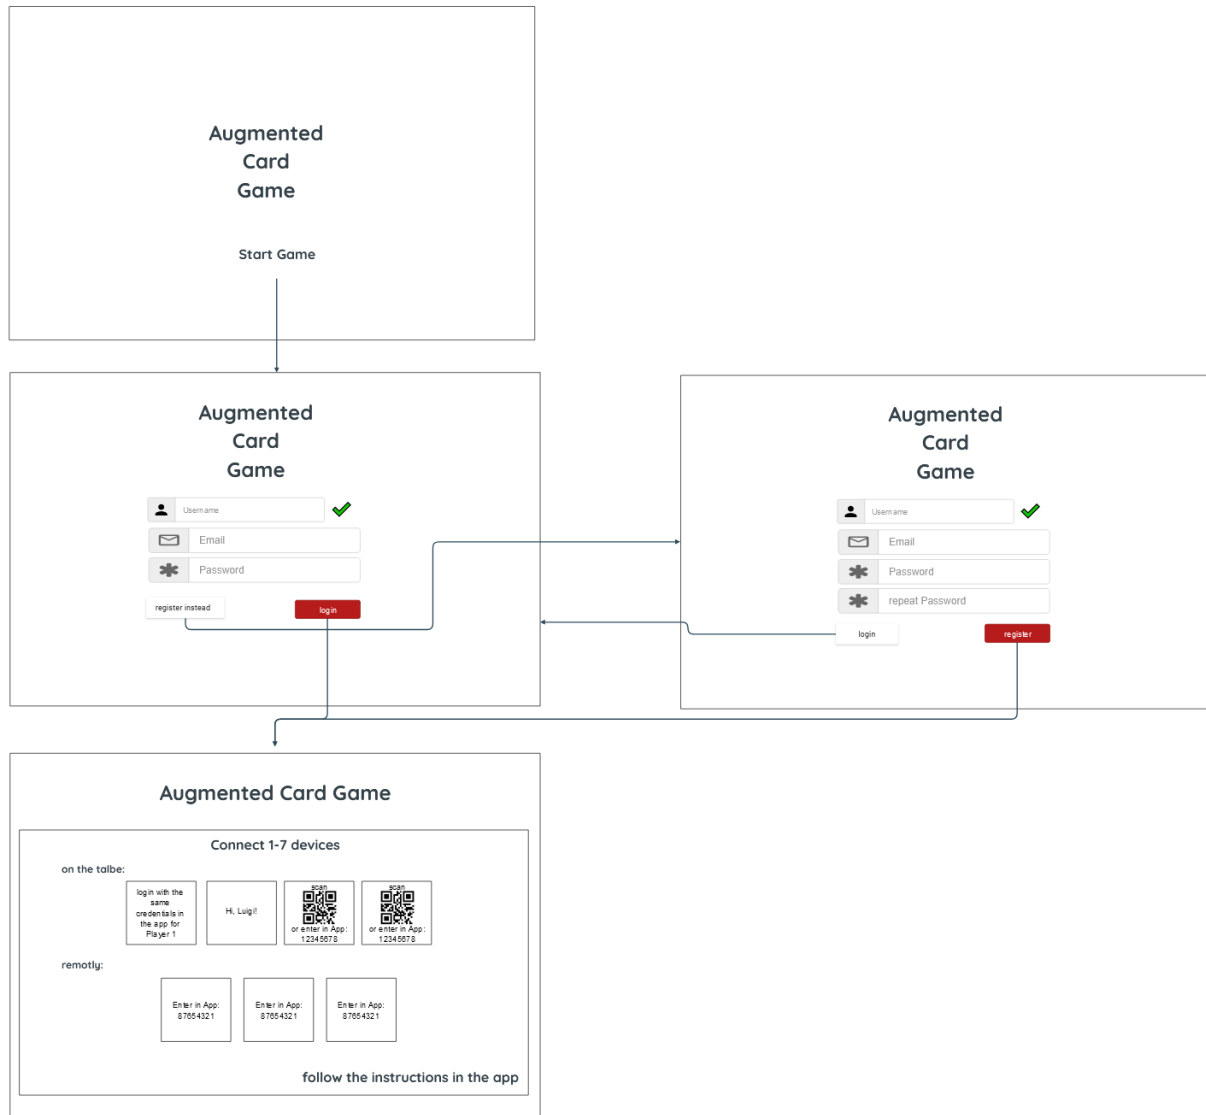 Augmented
Card
Game
Start Game
Augmented
Card
Game
Username
Email
Password
register instead
login
Augmented
Card
Game
Username
Email
Password
repeat Password
login
register
Augmented Card Game
Connect 1-7 devices
on the talbe:
login with the
same
credentials in
the app for
Player 1
Hi, Luigi!
scan
or enter in App:
12345678
scan
or enter in App:
12345678
remotly:
Enter in App:
87654321
Enter in App:
87654321
Enter in App:
87654321
follow the instructions in the app